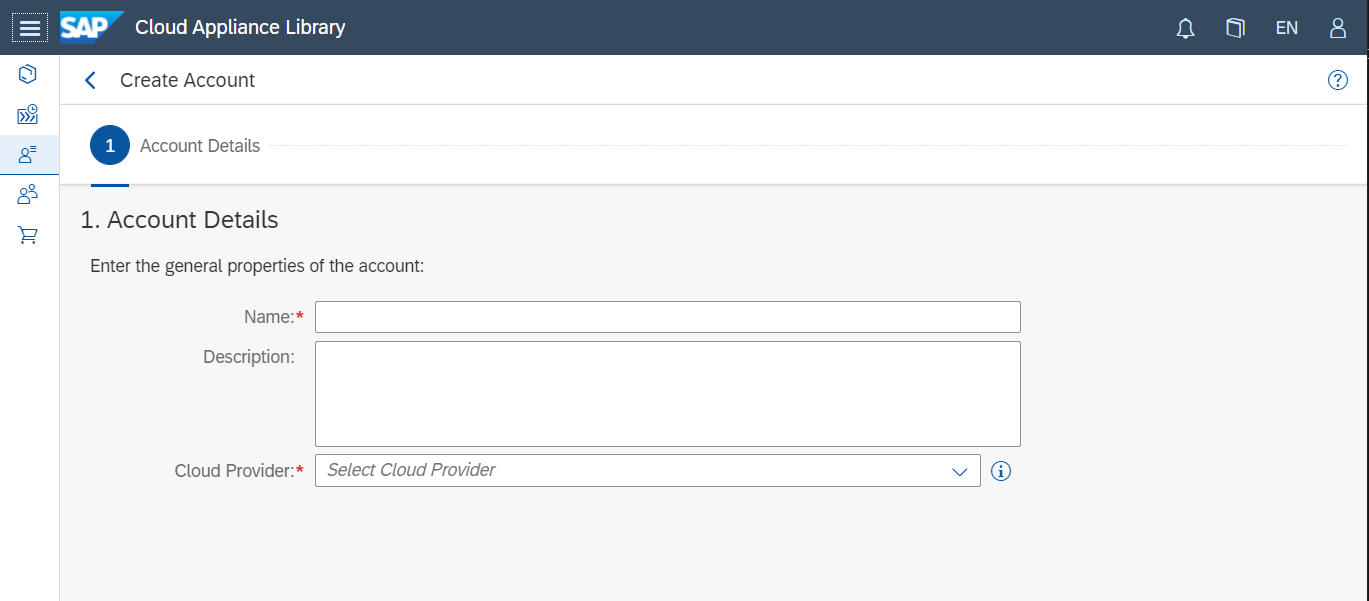 SAP Cloud Appliance Library EN
Create Account
1 Account Details
1. Account Details
Enter the general properties of the account:
Name:*
Description:
Cloud Provider:* Select Cloud Provider